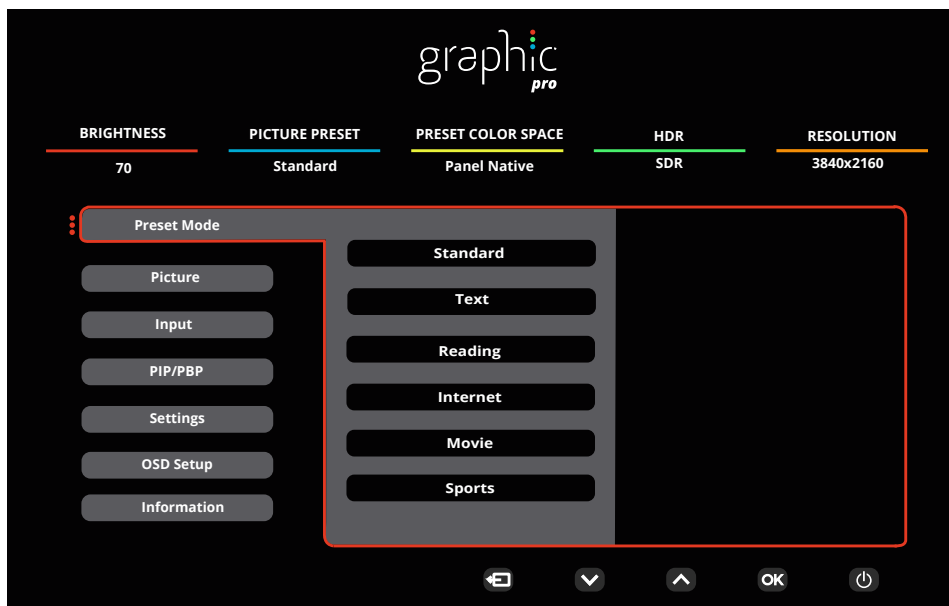 graphic
pro
BRIGHTNESS PICTURE PRESET PRESET COLOR SPACE HDR RESOLUTION
70 Standard Panel Native SDR 3840x2160
Preset Mode
Picture
Input
PIP/PBP
Settings
OSD Setup
Information
Standard
Text
Reading
Internet
Movie
Sports
OK